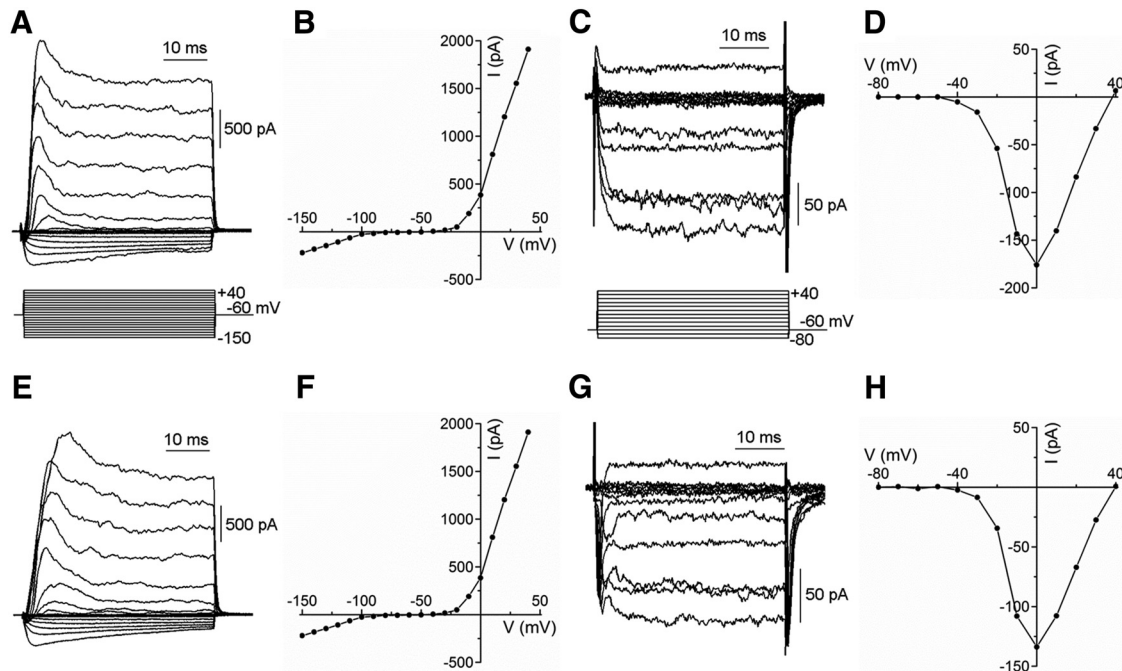 A
10 ms
500 pA
+40
-60 mV
-150
B
I (pA)
2000
1500
1000
500
-500
-150
-100
-50
50
V (mV)
C
10 ms
50 pA
+40
-60 mV
-80
D
50
V (mV)
I (pA)
-80
-40
40
-50
-100
-150
-200
E
10 ms
500 pA
F
I (pA)
2000
1500
1000
500
-500
-150
-100
-50
50
V (mV)
G
10 ms
50 pA
H
50
V (mV)
I (pA)
-80
-40
40
-50
-100
-150